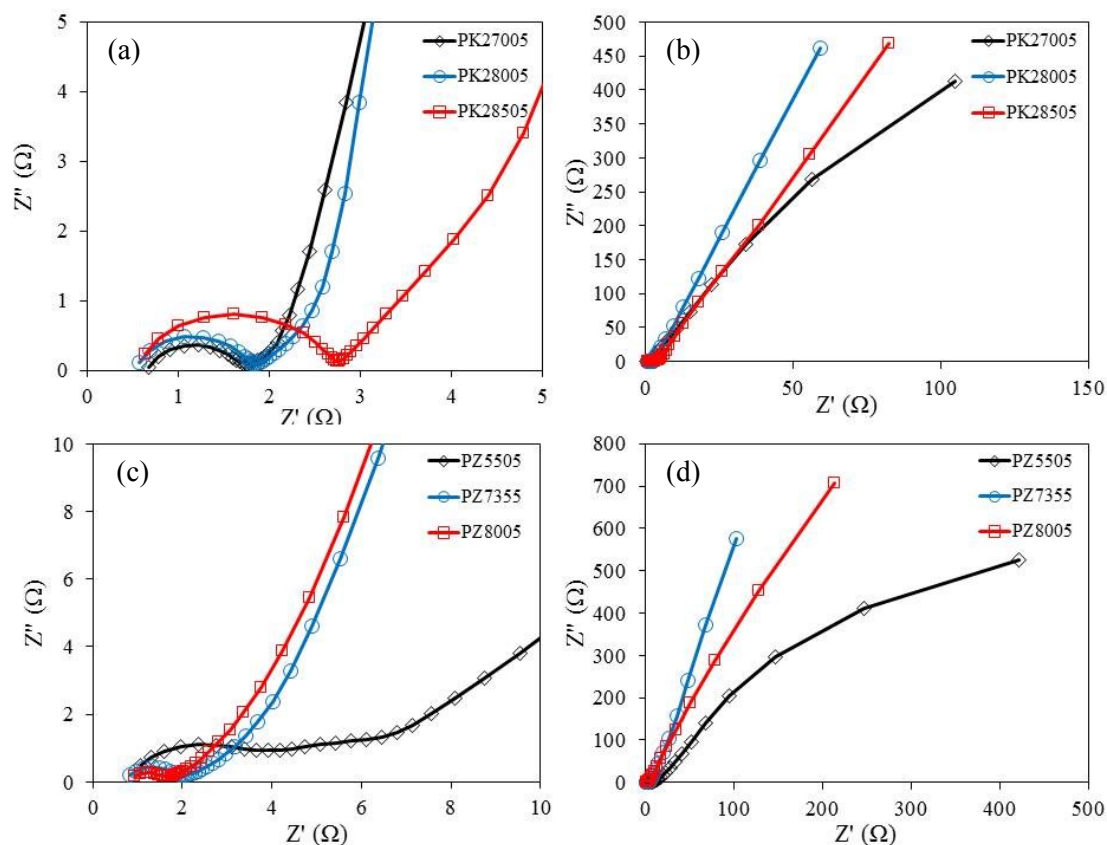 (a)
5
4
3
2
1
0
Z'' (Ω)
PK27005
PK28005
PK28505
0 1 2 3 4 5
Z' (Ω)
(b)
500
450
400
350
300
250
200
150
100
50
0
Z'' (Ω)
PK27005
PK28005
PK28505
0 50 100 150
Z' (Ω)
(c)
10
8
6
4
2
0
Z'' (Ω)
PZ5505
PZ7355
PZ8005
0 2 4 6 8 10
Z' (Ω)
(d)
800
700
600
500
400
300
200
100
0
Z'' (Ω)
PZ5505
PZ7355
PZ8005
0 100 200 300 400 500
Z' (Ω)